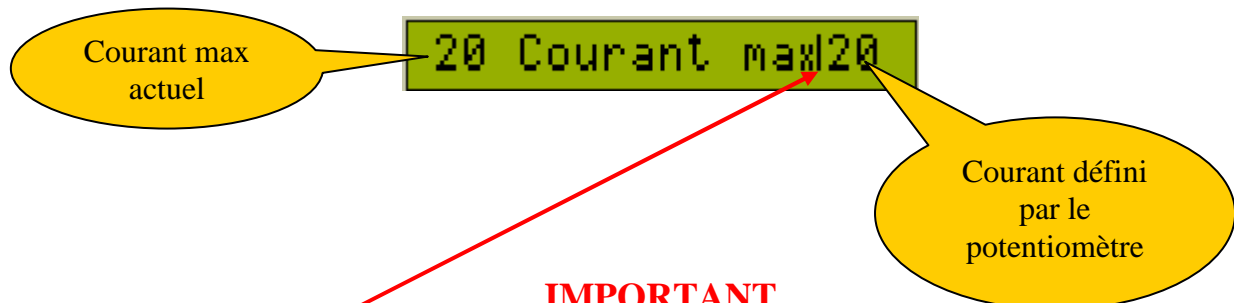 Courant max
actuel
20 Courant max|20
Courant défini
par le
potentiomètre
IMPORTANT